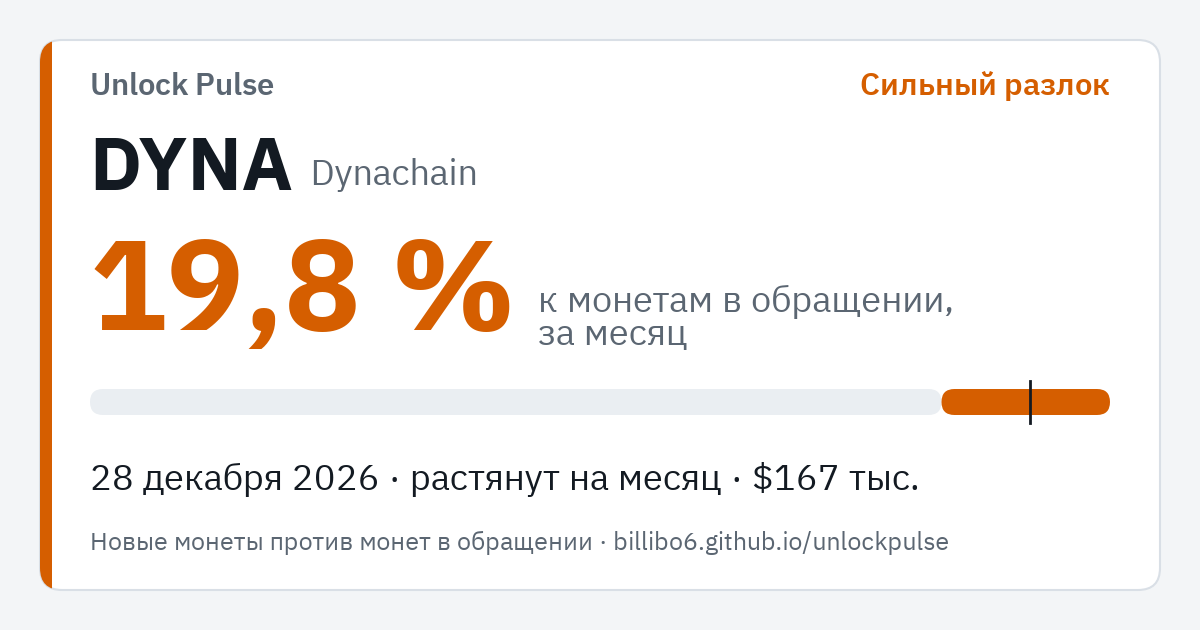 Unlock Pulse
Сильный разлок
DYNA Dynachain
19,8 % к монетам в обращении,
за месяц
28 декабря 2026 · растянут на месяц · $167 тыс.
Новые монеты против монет в обращении · billibo6.github.io/unlockpulse